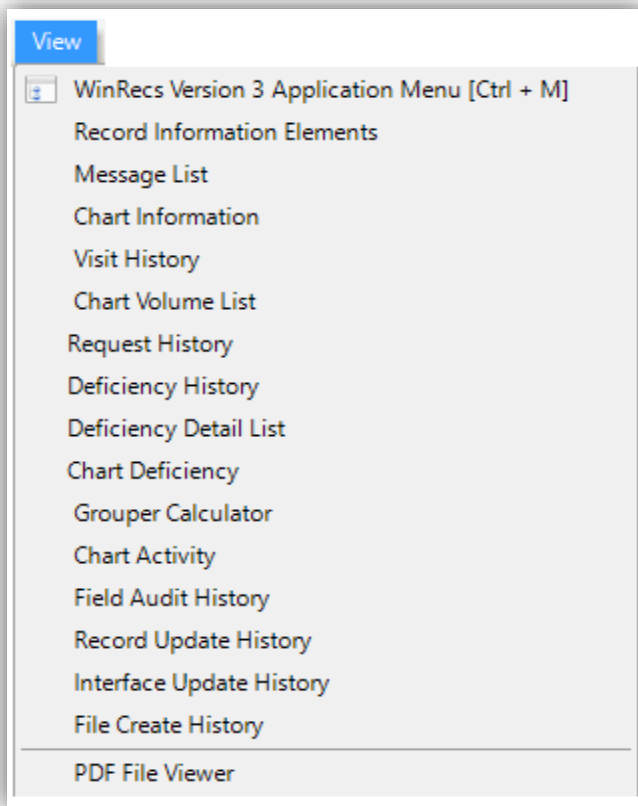 View
WinRecs Version 3 Application Menu [Ctrl + M]
Record Information Elements
Message List
Chart Information
Visit History
Chart Volume List
Request History
Deficiency History
Deficiency Detail List
Chart Deficiency
Grouper Calculator
Chart Activity
Field Audit History
Record Update History
Interface Update History
File Create History
PDF File Viewer